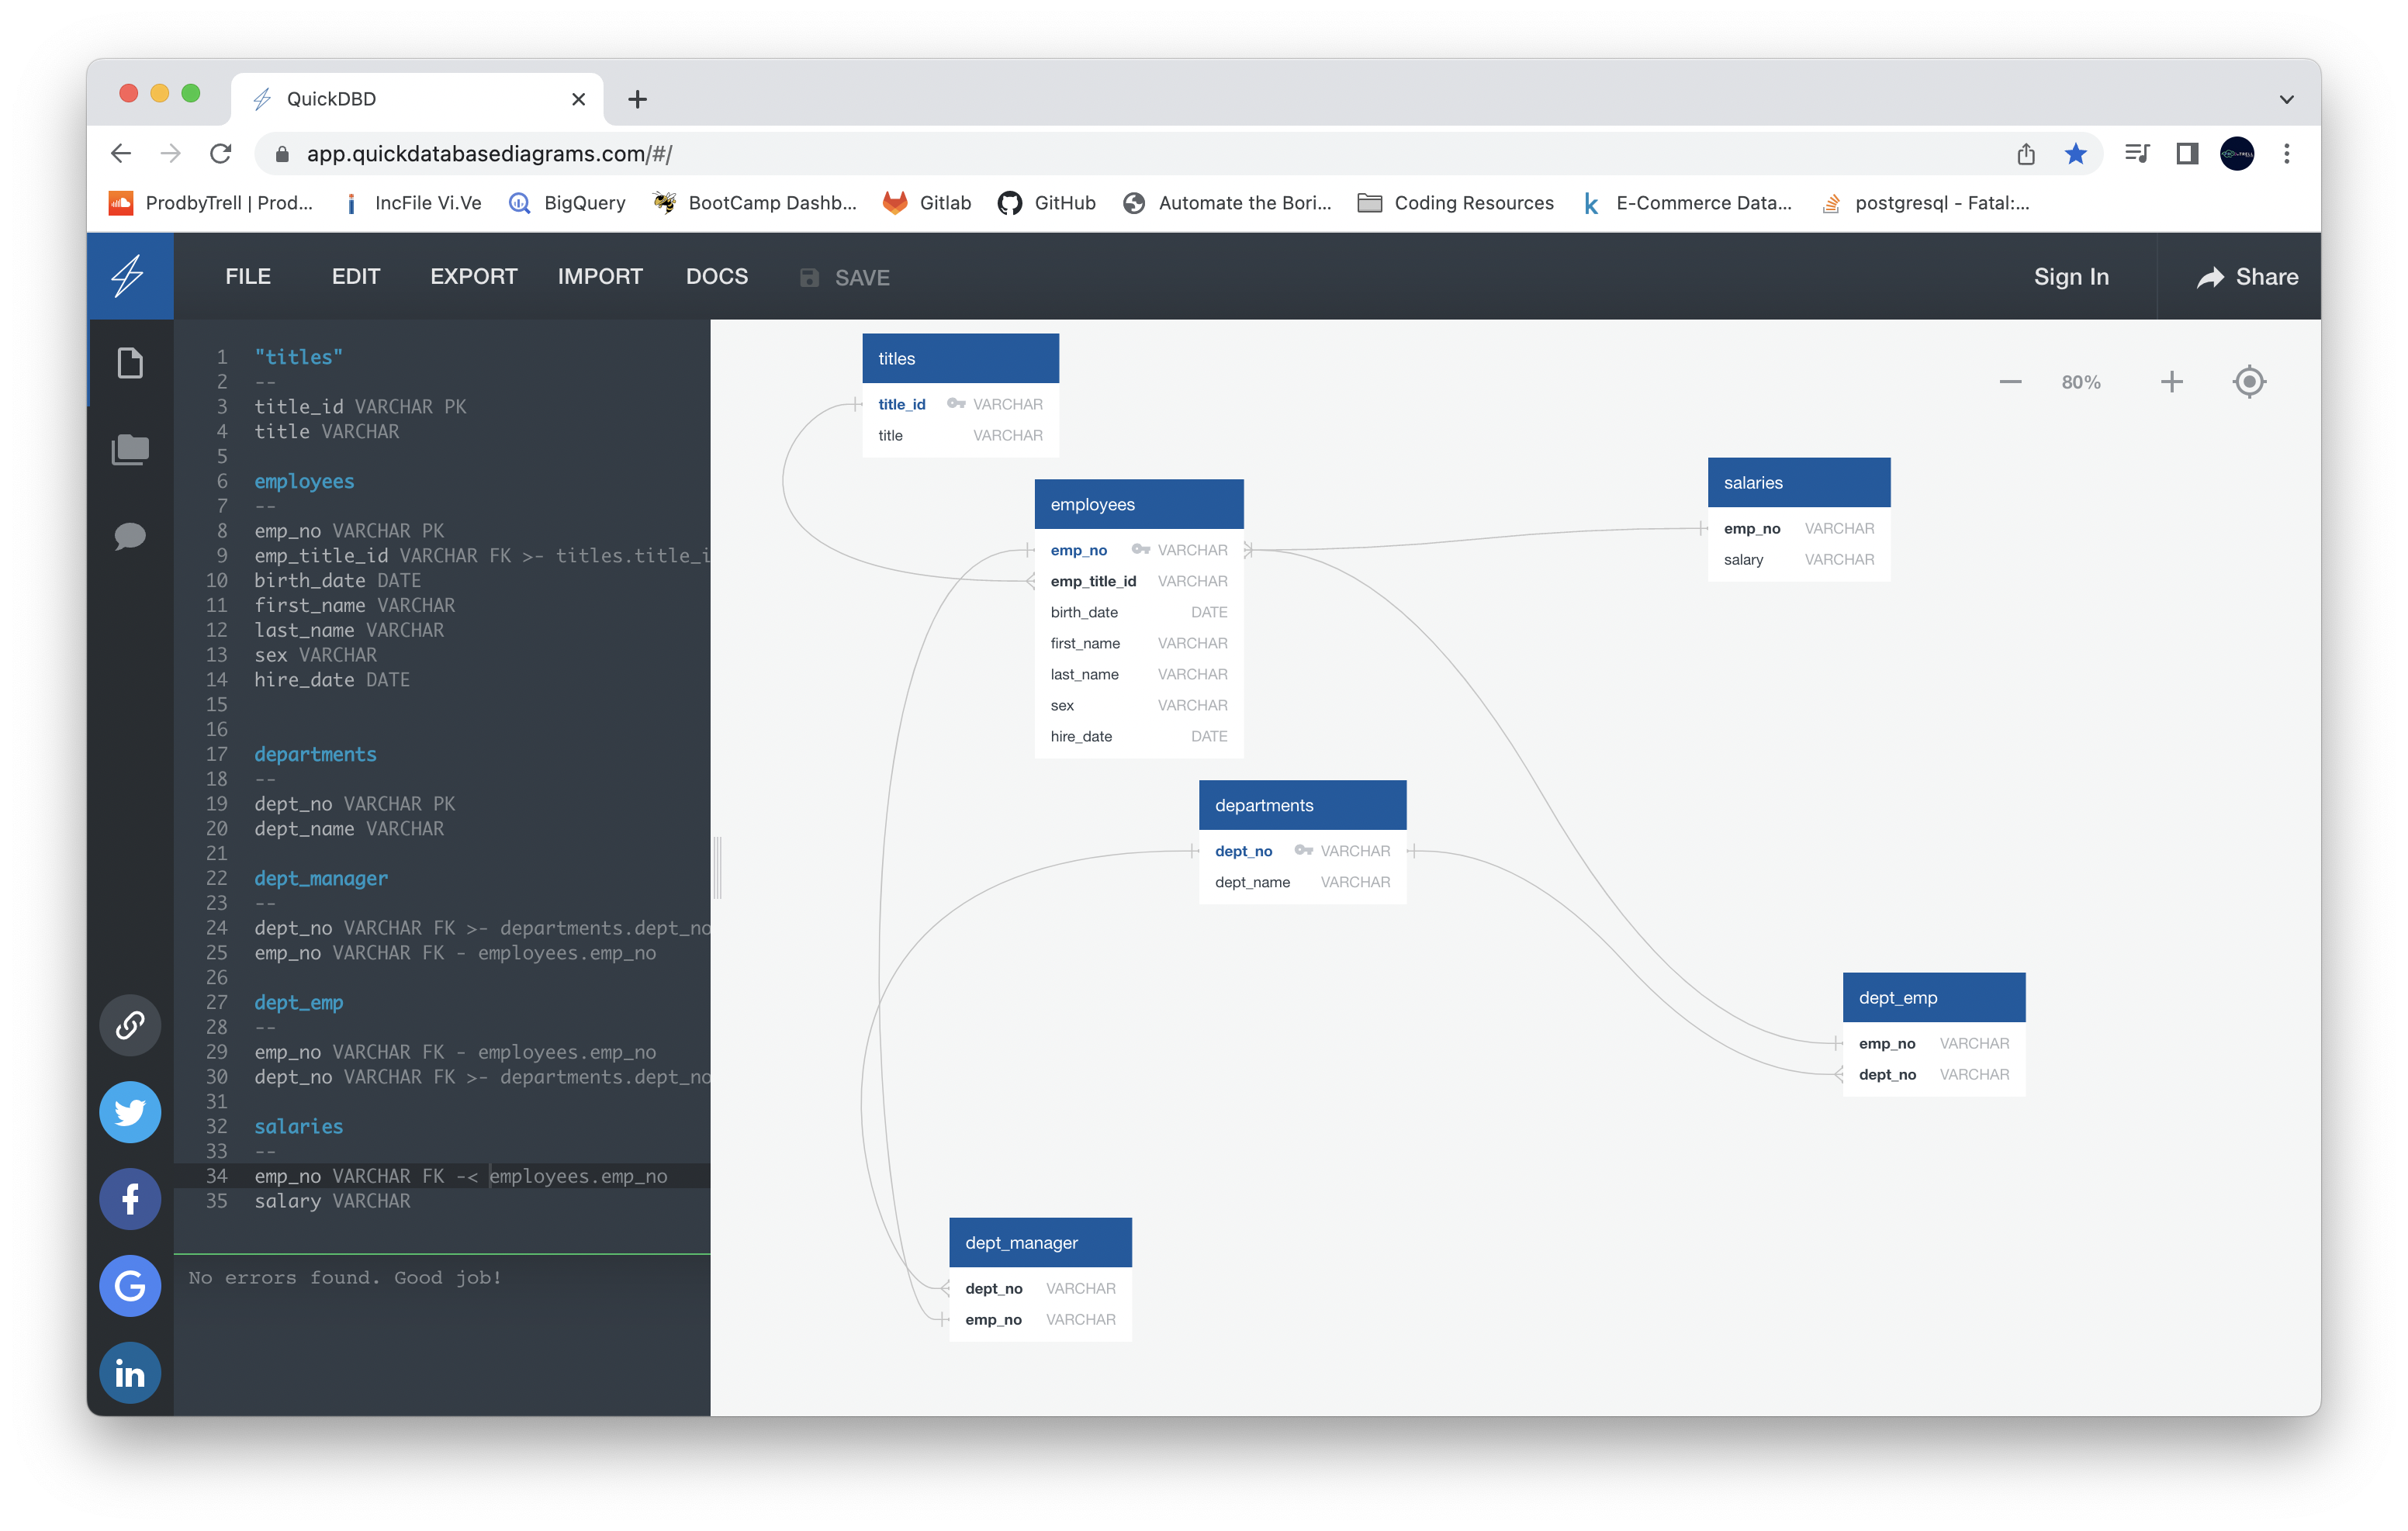 QuickDBD
app.quickdatabasediagrams.com/#/
ProdbyTrell | Prod...
IncFile Vi.Ve
BigQuery
BootCamp Dashb...
Gitlab
GitHub
Automate the Bori...
Coding Resources
E-Commerce Data...
postgresql - Fatal:...
FILE
EDIT
EXPORT
IMPORT
DOCS
SAVE
Sign In
Share
1 "titles"
2 --
3 title_id VARCHAR PK
4 title VARCHAR
5
6 employees
7 --
8 emp_no VARCHAR PK
9 emp_title_id VARCHAR FK >- titles.title_i
10 birth_date DATE
11 first_name VARCHAR
12 last_name VARCHAR
13 sex VARCHAR
14 hire_date DATE
15
16
17 departments
18 --
19 dept_no VARCHAR PK
20 dept_name VARCHAR
21
22 dept_manager
23 --
24 dept_no VARCHAR FK >- departments.dept_no
25 emp_no VARCHAR FK - employees.emp_no
26
27 dept_emp
28 --
29 emp_no VARCHAR FK - employees.emp_no
30 dept_no VARCHAR FK >- departments.dept_no
31
32 salaries
33 --
34 emp_no VARCHAR FK -< employees.emp_no
35 salary VARCHAR
No errors found. Good job!
80%
titles
title_id VARCHAR
title VARCHAR
employees
emp_no VARCHAR
emp_title_id VARCHAR
birth_date DATE
first_name VARCHAR
last_name VARCHAR
sex VARCHAR
hire_date DATE
salaries
emp_no VARCHAR
salary VARCHAR
departments
dept_no VARCHAR
dept_name VARCHAR
dept_emp
emp_no VARCHAR
dept_no VARCHAR
dept_manager
dept_no VARCHAR
emp_no VARCHAR